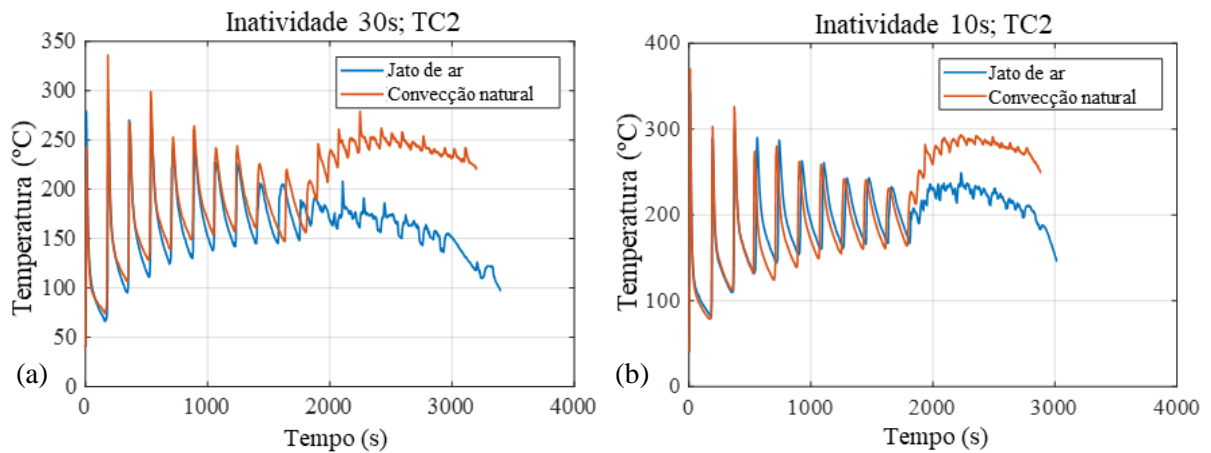 Inatividade 30s; TC2
350
300
250
200
150
100
50
0
Temperatura (ºC)
Jato de ar
Convecção natural
0 1000 2000 3000 4000
Tempo (s)
(a)
Inatividade 10s; TC2
400
300
200
100
0
Temperatura (ºC)
Jato de ar
Convecção natural
0 1000 2000 3000 4000
Tempo (s)
(b)